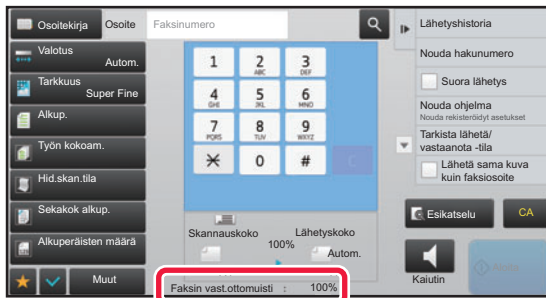 Osoitekirja
Osoite
Faksinumero
Valotus
Autom.
Tarkkuus
Super Fine
Alkup.
Työn kokoam.
Hid.skan.tila
Sekakok alkup.
Alkuperäisten määrä
Muut
1
2
ABC
3
DEF
4
GHI
5
JKL
6
MNO
7
PQRS
8
TUV
9
WXYZ
0
#
C
Skannauskoko
100%
Lähetyskoko
Autom.
Faksin vast.ottomuisti : 100%
Lähetyshistoria
Nouda hakunumero
Suora lähetys
Nouda ohjelma
Nouda rekisteröidyt asetukset
Tarkista lähetä/
vastaanota -tila
Lähetä sama kuva
kuin faksiosoite
Esikatselu
CA
Kaiutin